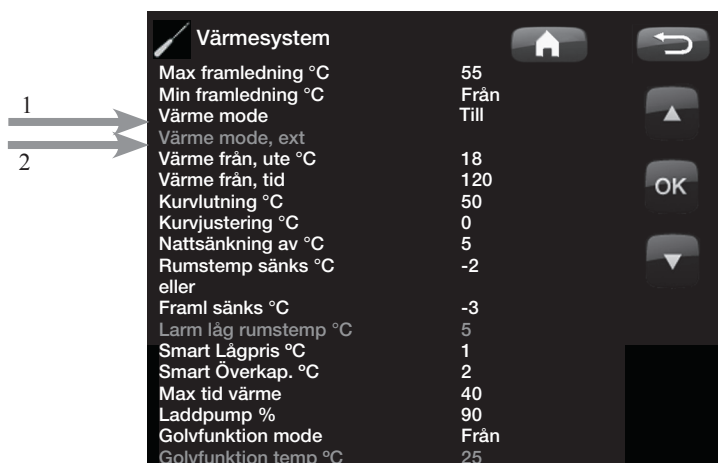 Värmesystem
Max framledning °C 55
Min framledning °C Från
1
Värme mode Till
Värme mode, ext
2
Värme från, ute °C 18
Värme från, tid 120
OK
Kurvlutning °C 50
Kurvjustering °C 0
Nattsänkning av °C 5
Rumstemp sänks °C -2
eller
Framl sänks °C -3
Larm låg rumstemp °C 5
Smart Lågpris ºC 1
Smart Överkap. ºC 2
Max tid värme 40
Laddpump % 90
Golvfunktion mode Från
Golvfunktion temp ºC 25